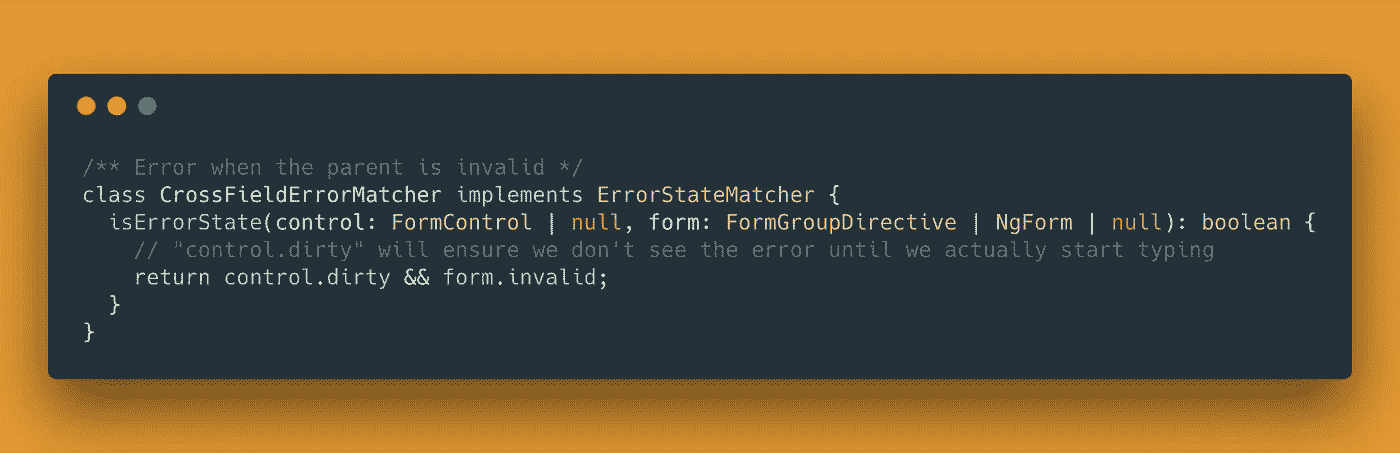 /** Error when the parent is invalid */
class CrossFieldErrorMatcher implements ErrorStateMatcher {
  isErrorState(control: FormControl | null, form: FormGroupDirective | NgForm | null): boolean {
    // "control.dirty" will ensure we don't see the error until we actually start typing
    return control.dirty && form.invalid;
  }
}